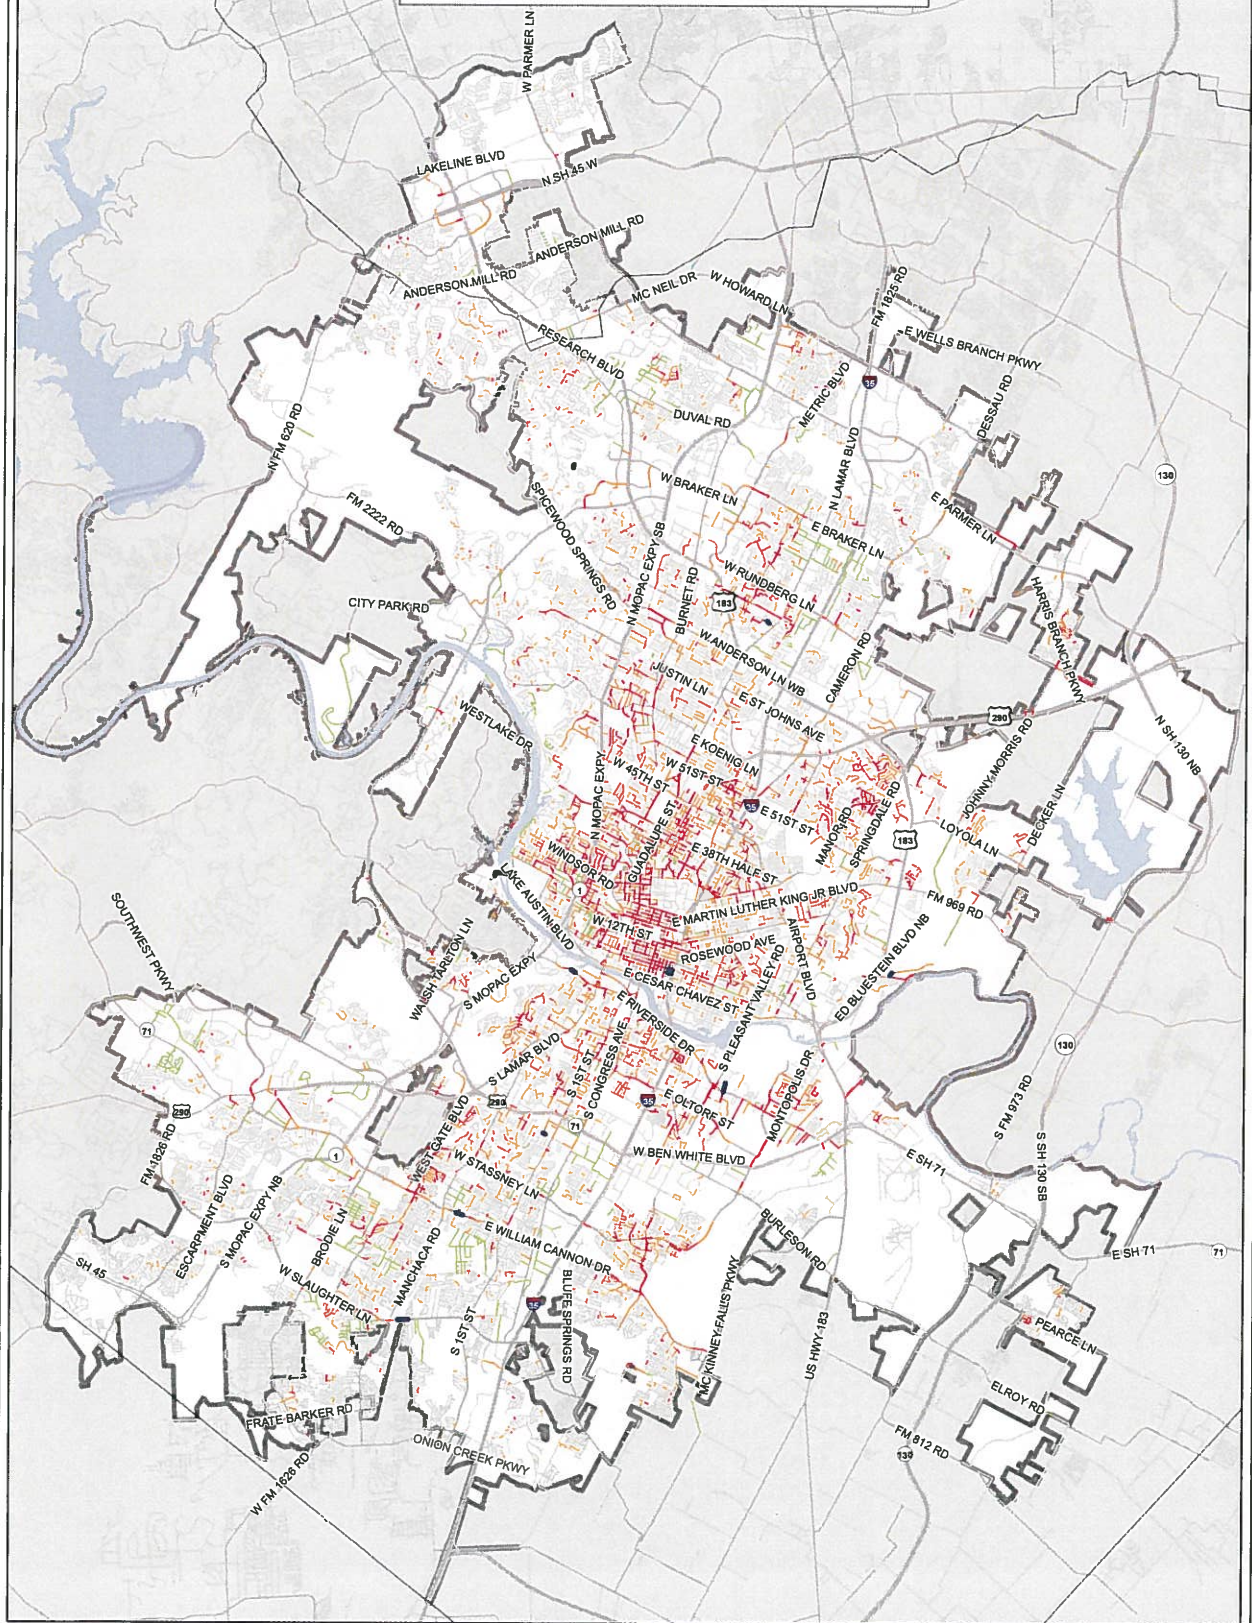 W PARMER LN
LAKELINE BLVD
N SH 45 W
ANDERSON MILL RD
ANDERSON MILL RD
MC NEIL DR
W HOWARD LN
FM 1825 RD
E WELLS BRANCH PKWY
RESEARCH BLVD
35
METRIC BLVD
DESSAU RD
DUVAL RD
N FM 620 RD
N LAMAR BLVD
130
W BRAKER LN
SPICEWOOD SPRINGS RD
FM 2222 RD
E PARMER LN
E BRAKER LN
N MOPAC EXPY SB
W RUNDBERG LN
BURNET RD
183
CITY PARK RD
HARRIS BRANCH PKWY
W ANDERSON LN WB
CAMERON RD
JUSTIN LN
E ST JOHNS AVE
WESTLAKE DR
290
N SH 130 NB
E KOENIG LN
JOHNNY MORRIS RD
W 51ST ST
W 45TH ST
N MOPAC EXPY
35
E 51ST ST
SPRINGDALE RD
MANOR RD
DECKER LN
183
LOYOLA LN
GUADALUPE ST
E 38TH HALF ST
WINDSOR RD
1
LAKE AUSTIN BLVD
E MARTIN LUTHER KING JR BLVD
FM 969 RD
W 12TH ST
AIRPORT BLVD
SOUTHWEST PKWY
WALSH TARLTON LN
S MOPAC EXPY
ROSEWOOD AVE
E CESAR CHAVEZ ST
S PLEASANT VALLEY RD
ED BLUESTEIN BLVD NB
E RIVERSIDE DR
71
S LAMAR BLVD
S 1ST ST
S CONGRESS AVE
130
MONTOPOLIS DR
S FM 973 RD
290
290
35
E OLTORF ST
71
WEST GATE BLVD
FM 1826 RD
1
W BEN WHITE BLVD
E SH 71
S SH 130 SB
W STASSNEY LN
ESCARPMENT BLVD
S MOPAC EXPY NB
BRODIE LN
E WILLIAM CANNON DR
BURLESON RD
MANCHACA RD
E SH 71
71
SH 45
W SLAUGHTER LN
BLUFF SPRINGS RD
MC KINNEY FALLS PKWY
35
S 1ST ST
US HWY 183
PEARCE LN
ELROY RD
FRATE BARKER RD
ONION CREEK PKWY
FM 812 RD
130
W FM 1626 RD